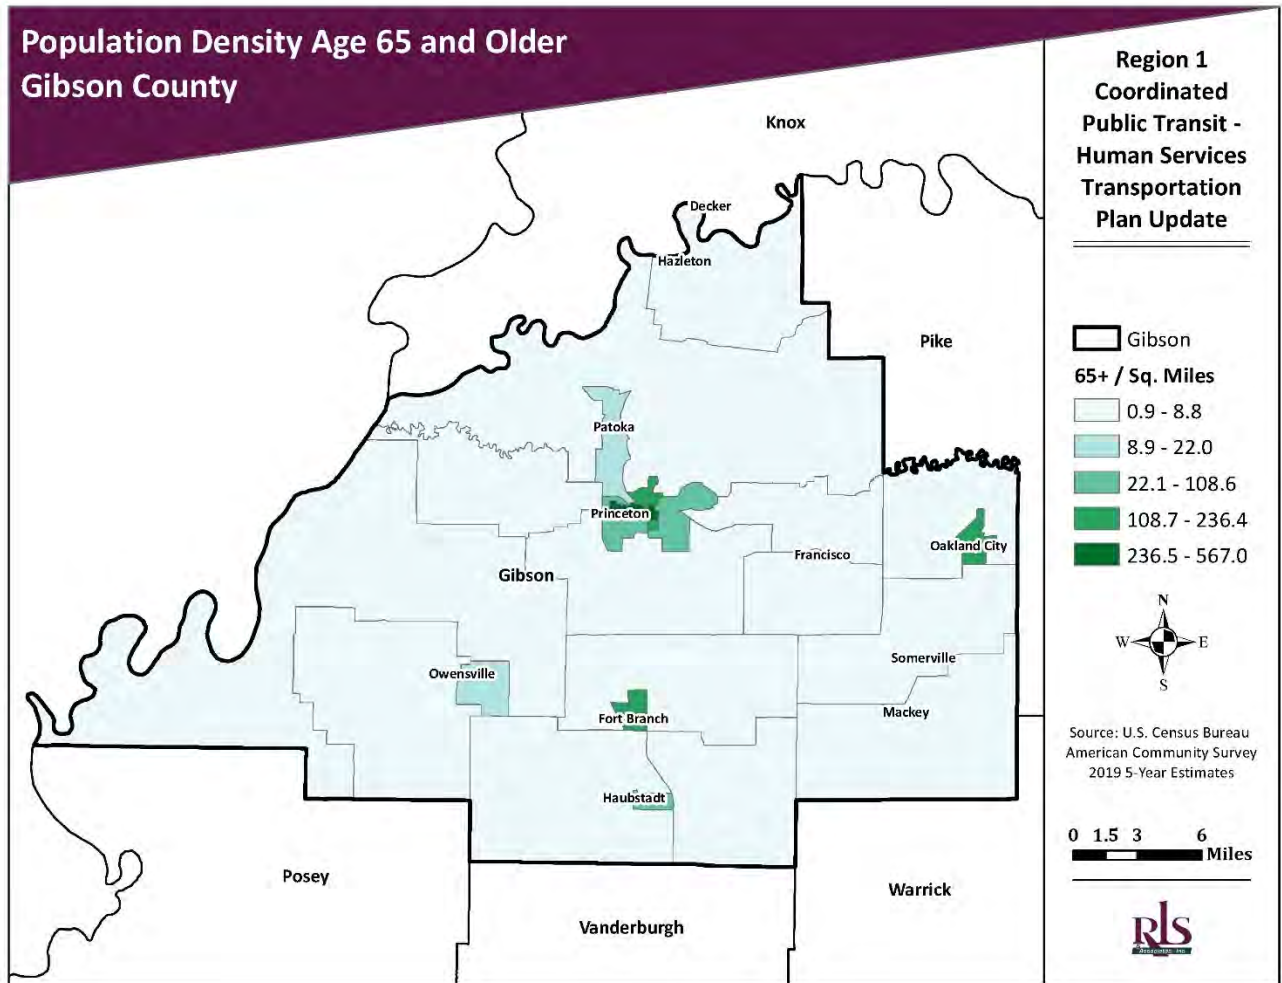 Population Density Age 65 and Older
Gibson County
Region 1
Coordinated
Public Transit -
Human Services
Transportation
Plan Update
Knox
Decker
Hazleton
Pike
Patoka
Princeton
Oakland City
Francisco
Gibson
Somerville
Owensville
Mackey
Fort Branch
Haubstadt
Posey
Warrick
Vanderburgh
Gibson
65+ / Sq. Miles
0.9 - 8.8
8.9 - 22.0
22.1 - 108.6
108.7 - 236.4
236.5 - 567.0
N
W E
S
Source: U.S. Census Bureau
American Community Survey
2019 5-Year Estimates
0 1.5 3 6
Miles
RLS
& Associates, Inc.